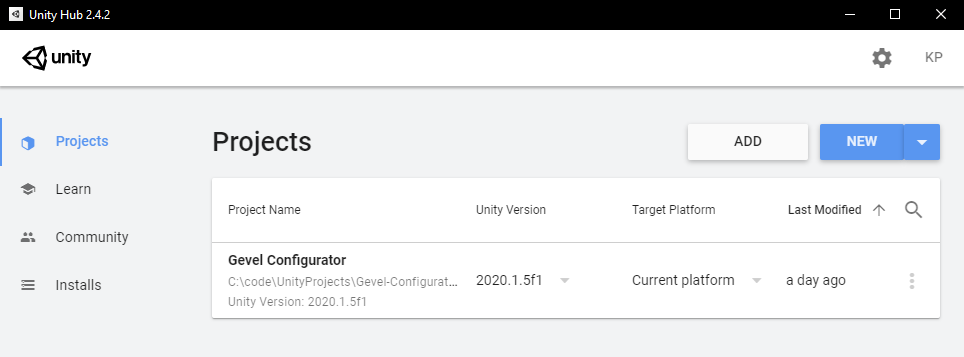 Unity Hub 2.4.2
unity
KP
Projects
Learn
Community
Installs
Projects
ADD
NEW
Project Name Unity Version Target Platform Last Modified
Gevel Configurator
C:\code\UnityProjects\Gevel-Configurat...
Unity Version: 2020.1.5f1
2020.1.5f1 Current platform a day ago